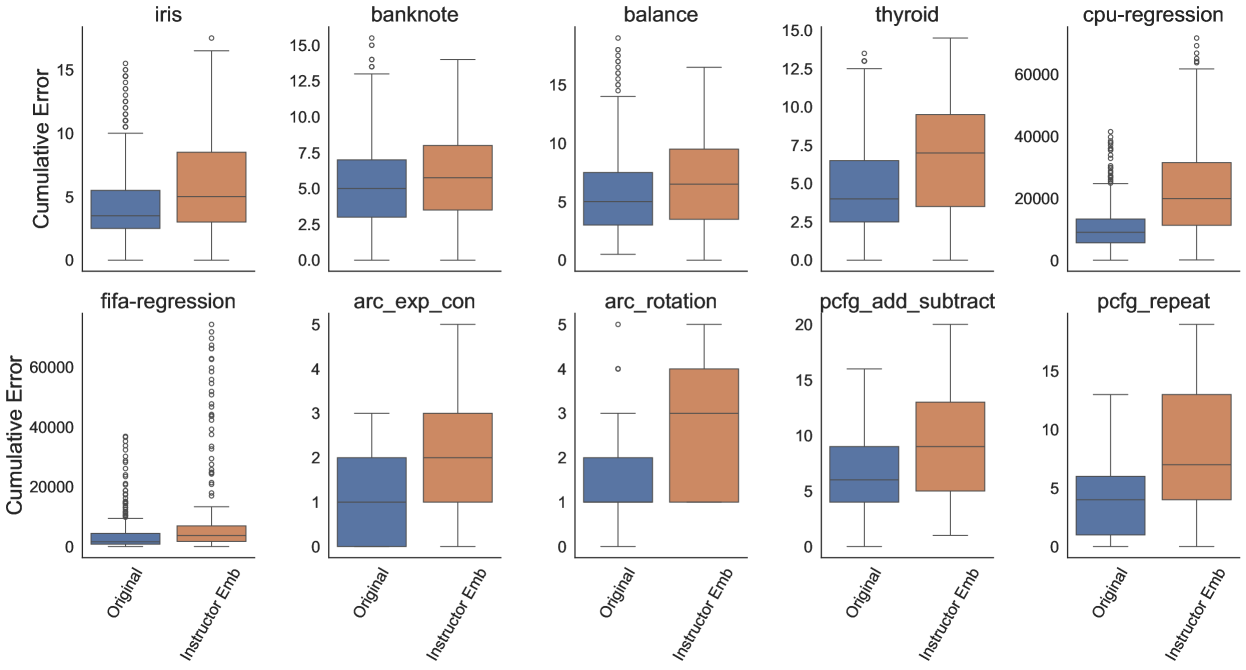 iris
banknote
balance
thyroid
cpu-regression
Cumulative Error
15
10
5
0
15.0
12.5
10.0
7.5
5.0
2.5
0.0
15
10
5
0
15.0
12.5
10.0
7.5
5.0
2.5
0.0
60000
40000
20000
0
fifa-regression
arc_exp_con
arc_rotation
pcfg_add_subtract
pcfg_repeat
Cumulative Error
60000
40000
20000
0
5
4
3
2
1
0
5
4
3
2
1
0
20
15
10
5
0
15
10
5
0
Original
Instructor Emb
Original
Instructor Emb
Original
Instructor Emb
Original
Instructor Emb
Original
Instructor Emb